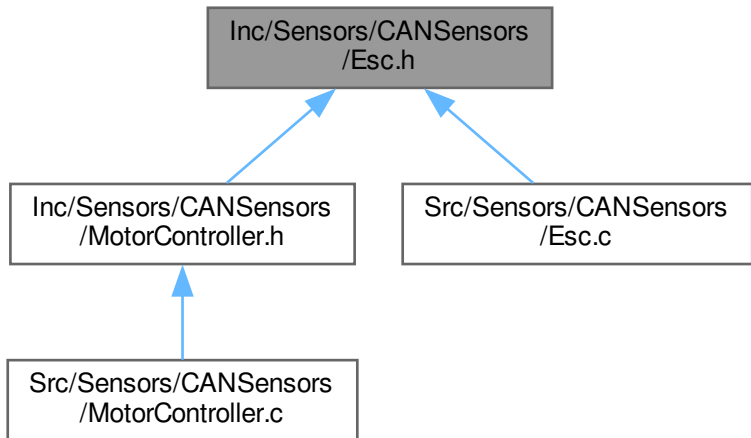 Inc/Sensors/CANSensors
/Esc.h
Inc/Sensors/CANSensors
/MotorController.h
Src/Sensors/CANSensors
/Esc.c
Src/Sensors/CANSensors
/MotorController.c